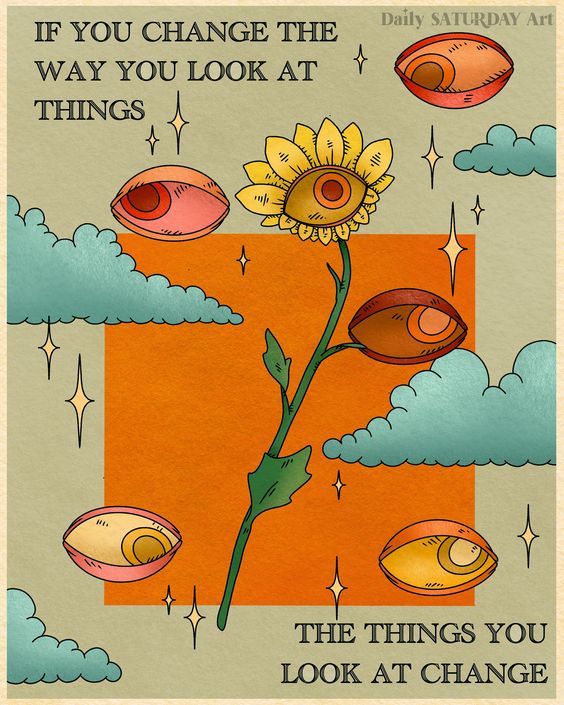 Daily SATURDAY Art
IF YOU CHANGE THE
WAY YOU LOOK AT
THINGS
THE THINGS YOU
LOOK AT CHANGE